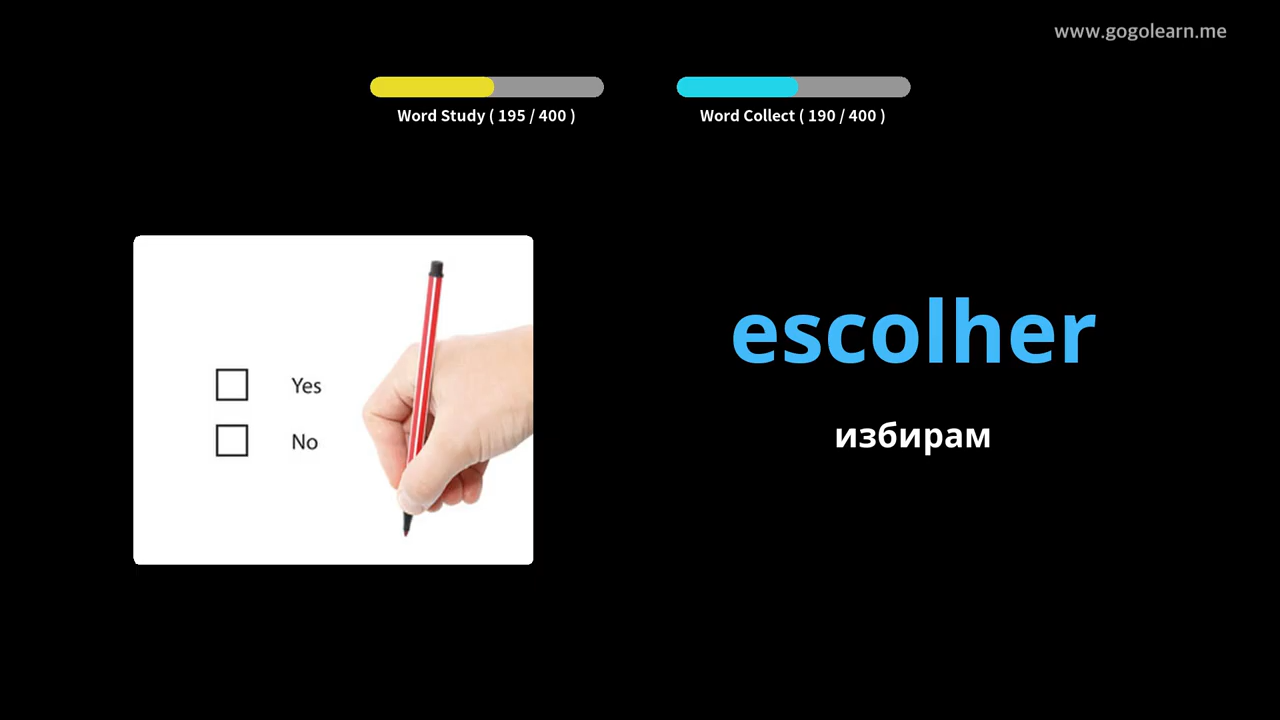 www.gogolearn.me
Word Study ( 195 / 400 )
Word Collect ( 190 / 400 )
Yes
No
escolher
избирам